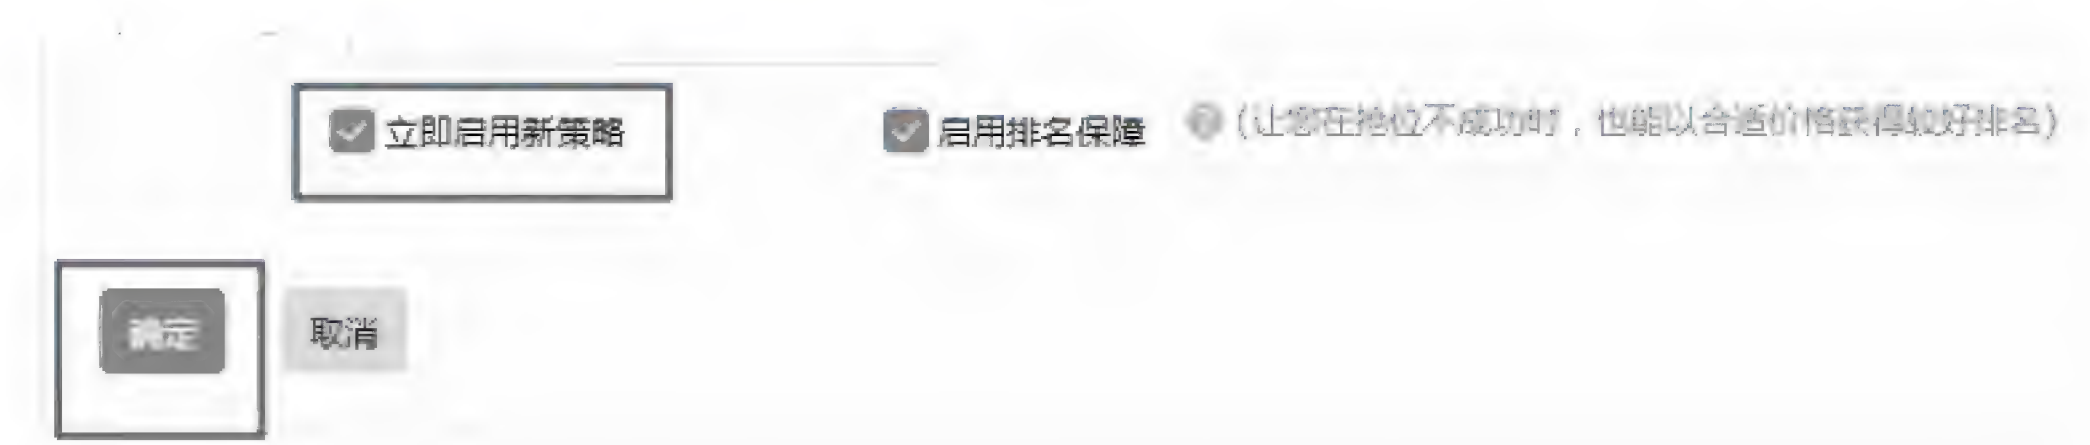 立即启用新策略 启用排名保障 (让您在抢位不成功时，也能以合适价格获得较好排名)
确定 取消